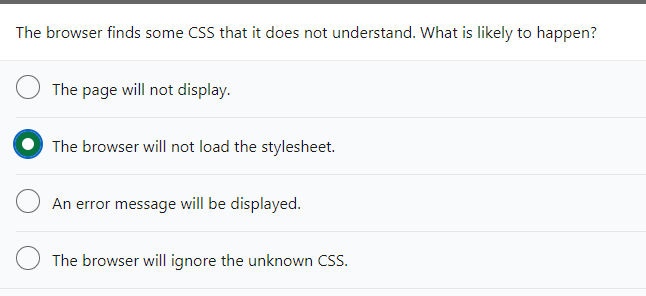 The browser finds some CSS that it does not understand. What is likely to happen?
The page will not display.
The browser will not load the stylesheet.
An error message will be displayed.
The browser will ignore the unknown CSS.